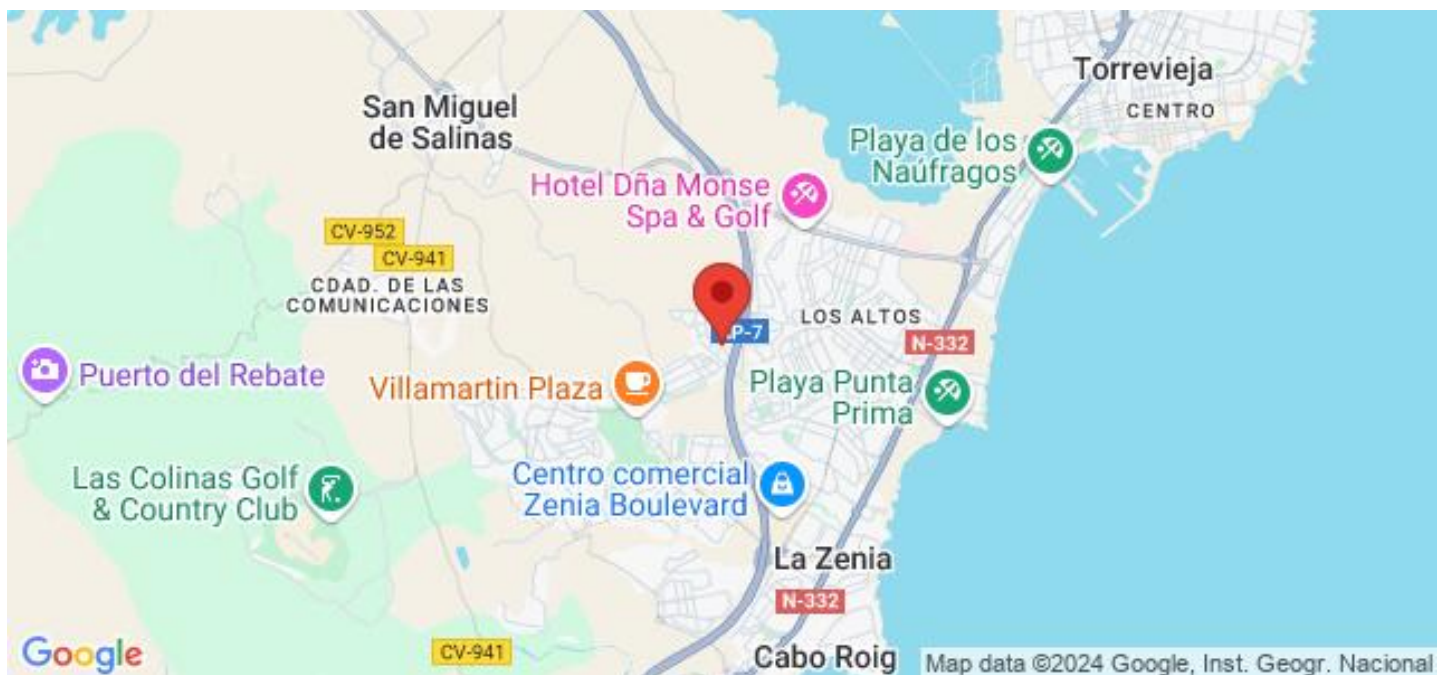 Torrevieja
CENTRO
San Miguel
de Salinas
Playa de los
Naúfragos
Hotel Dña Monse
Spa & Golf
CV-952
CV-941
CDAD. DE LAS
COMUNICACIONES
LOS ALTOS
P-7
N-332
Puerto del Rebate
Villamartin Plaza
Playa Punta
Prima
Las Colinas Golf
& Country Club
Centro comercial
Zenia Boulevard
La Zenia
N-332
Google
CV-941
Cabo Roig
Map data ©2024 Google, Inst. Geogr. Nacional